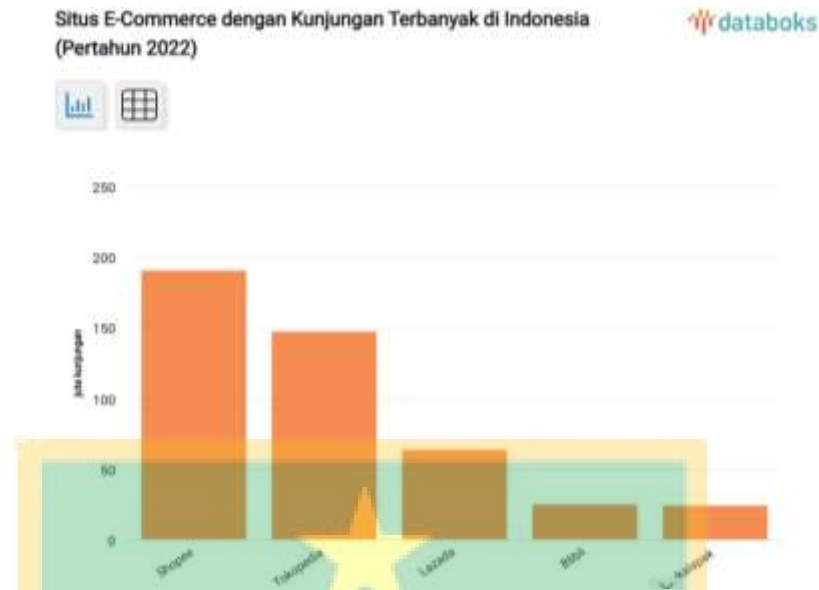 Situs E-Commerce dengan Kunjungan Terbanyak di Indonesia
(Pertahun 2022)
databoks
250
200
150
100
50
0
juta kunjungan
Shopee
Tokopedia
Lazada
Blibli